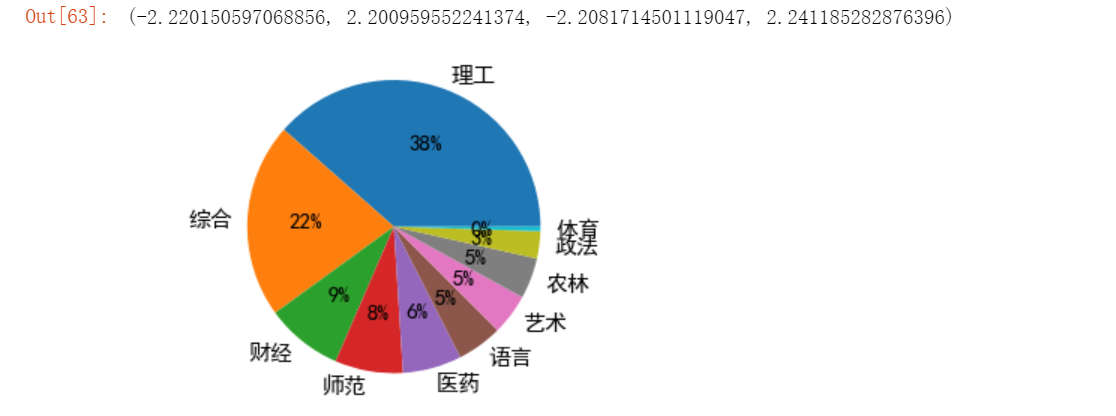 Out[63]: (-2.220150597068856, 2.200959552241374, -2.2081714501119047, 2.241185282876396)
理工
38%
综合
22%
体育
0%
政法
3%
5%
农林
5%
艺术
9%
8%
6%
5%
语言
财经
师范
医药